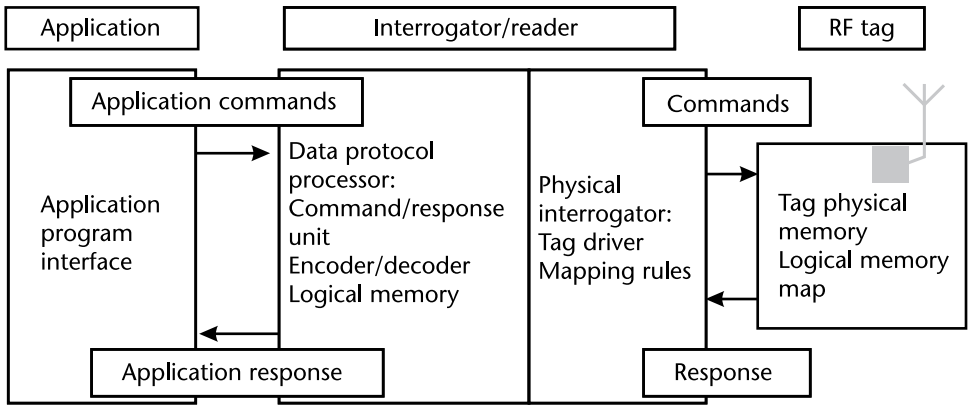 Application
Interrogator/reader
RF tag
Application commands
Commands
Application
program
interface
Data protocol
processor:
Command/response
unit
Encoder/decoder
Logical memory
Physical
interrogator:
Tag driver
Mapping rules
Tag physical
memory
Logical memory
map
Application response
Response